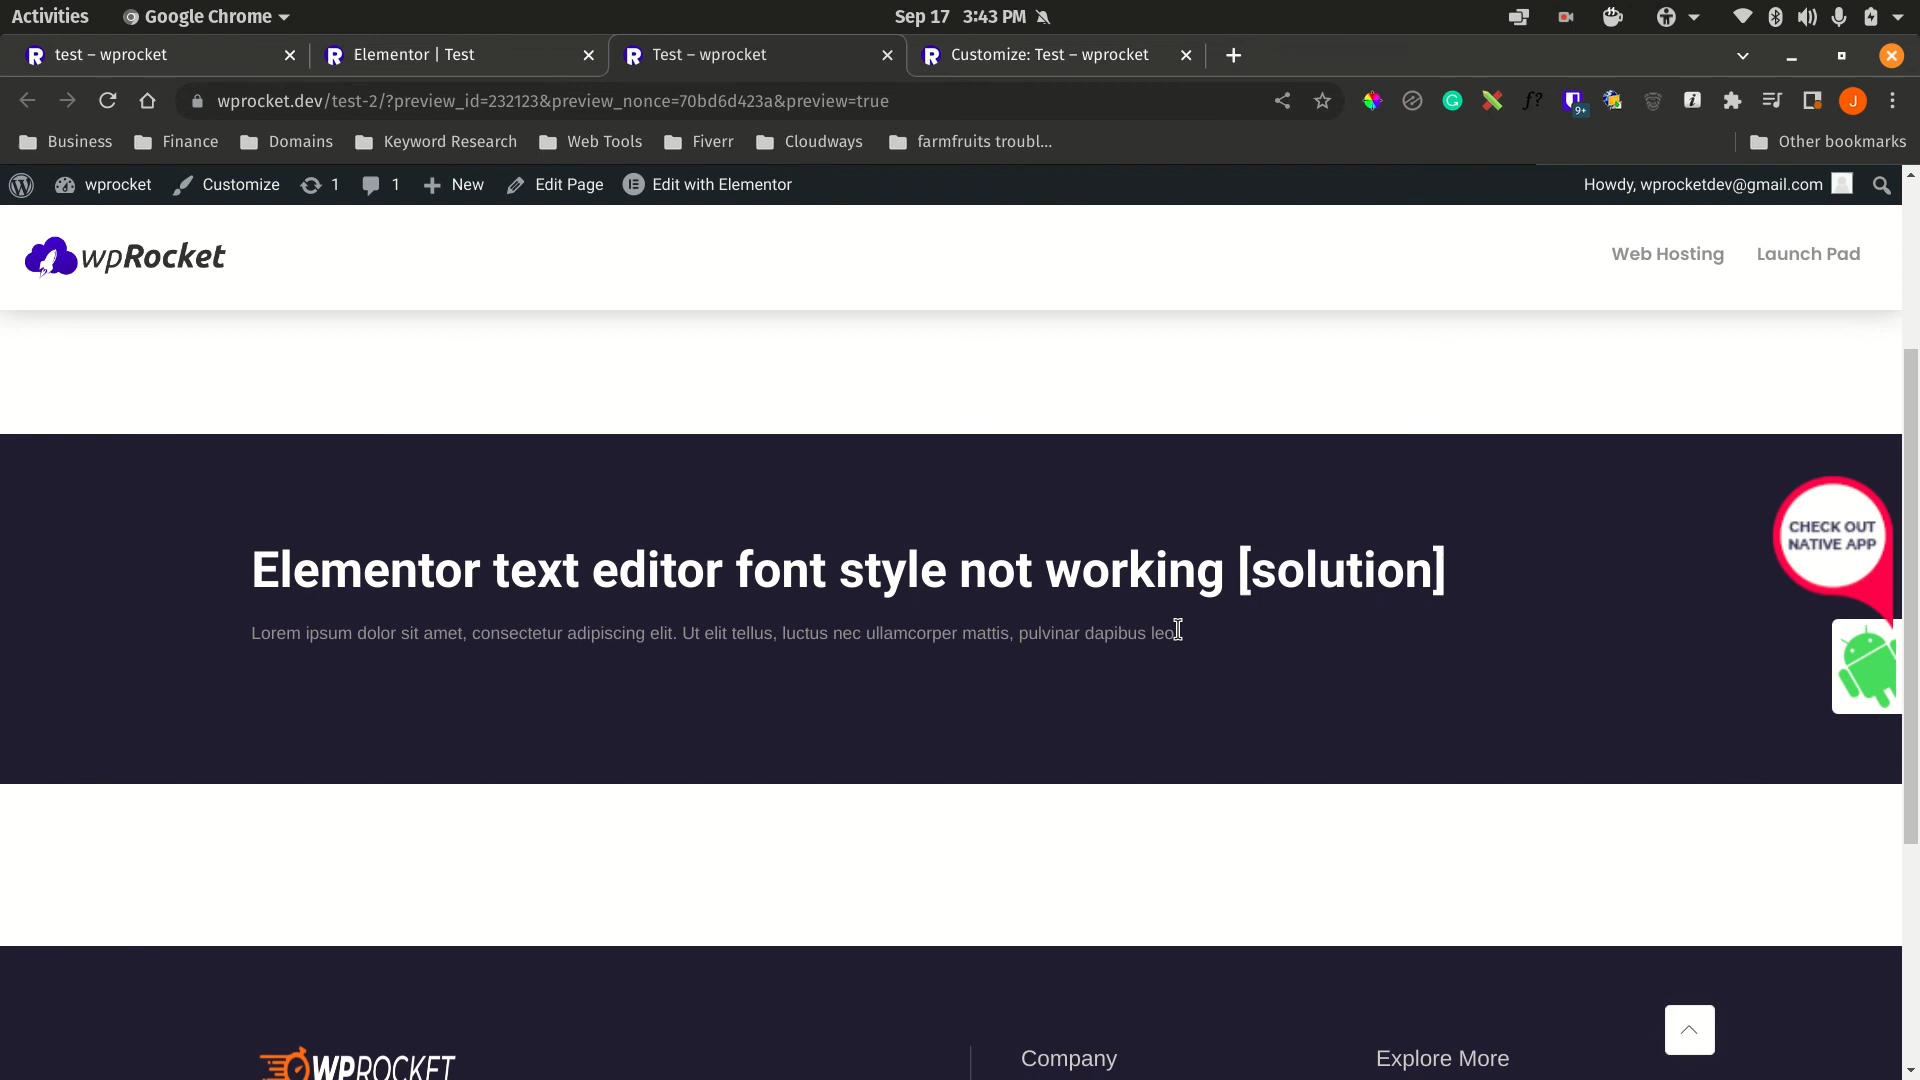 Activities Google Chrome Sep 17 3:43 PM
test – wprocket Elementor | Test Test – wprocket Customize: Test – wprocket
wprocket.dev/test-2/?preview_id=232123&preview_nonce=70bd6d423a&preview=true f? 9+ J
Business Finance Domains Keyword Research Web Tools Fiverr Cloudways farmfruits troubl... Other bookmarks
wprocket Customize 1 1 New Edit Page Edit with Elementor Howdy, wprocketdev@gmail.com
wpRocket Web Hosting Launch Pad
CHECK OUT
NATIVE APP
Elementor text editor font style not working [solution]
Lorem ipsum dolor sit amet, consectetur adipiscing elit. Ut elit tellus, luctus nec ullamcorper mattis, pulvinar dapibus leo.
WPROCKET Company Explore More